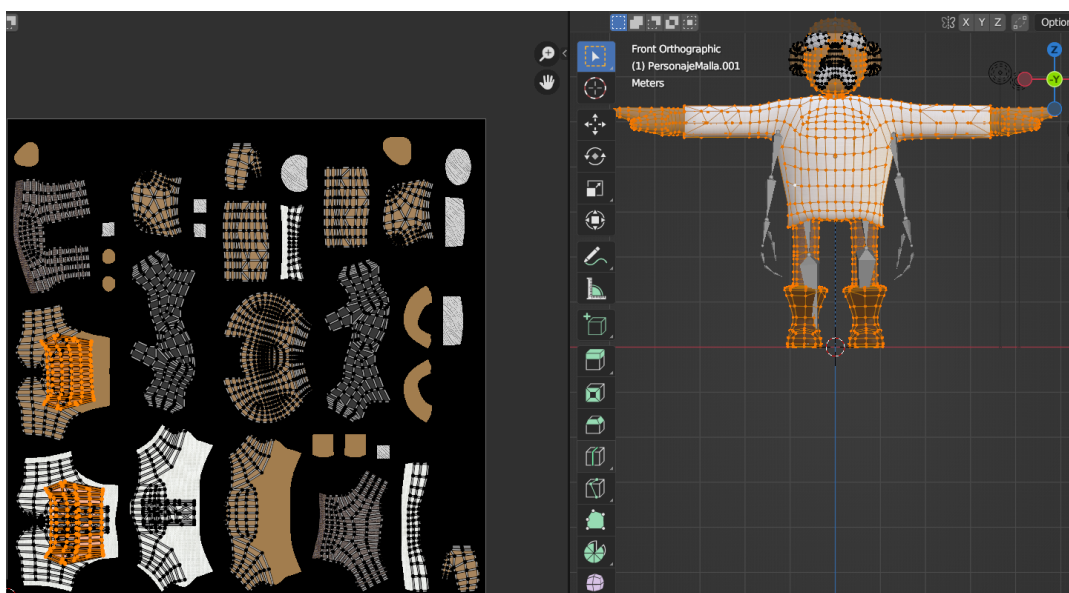 X Y Z
Optio
Front Orthographic
(1) PersonajeMalla.001
Meters
Z
-Y